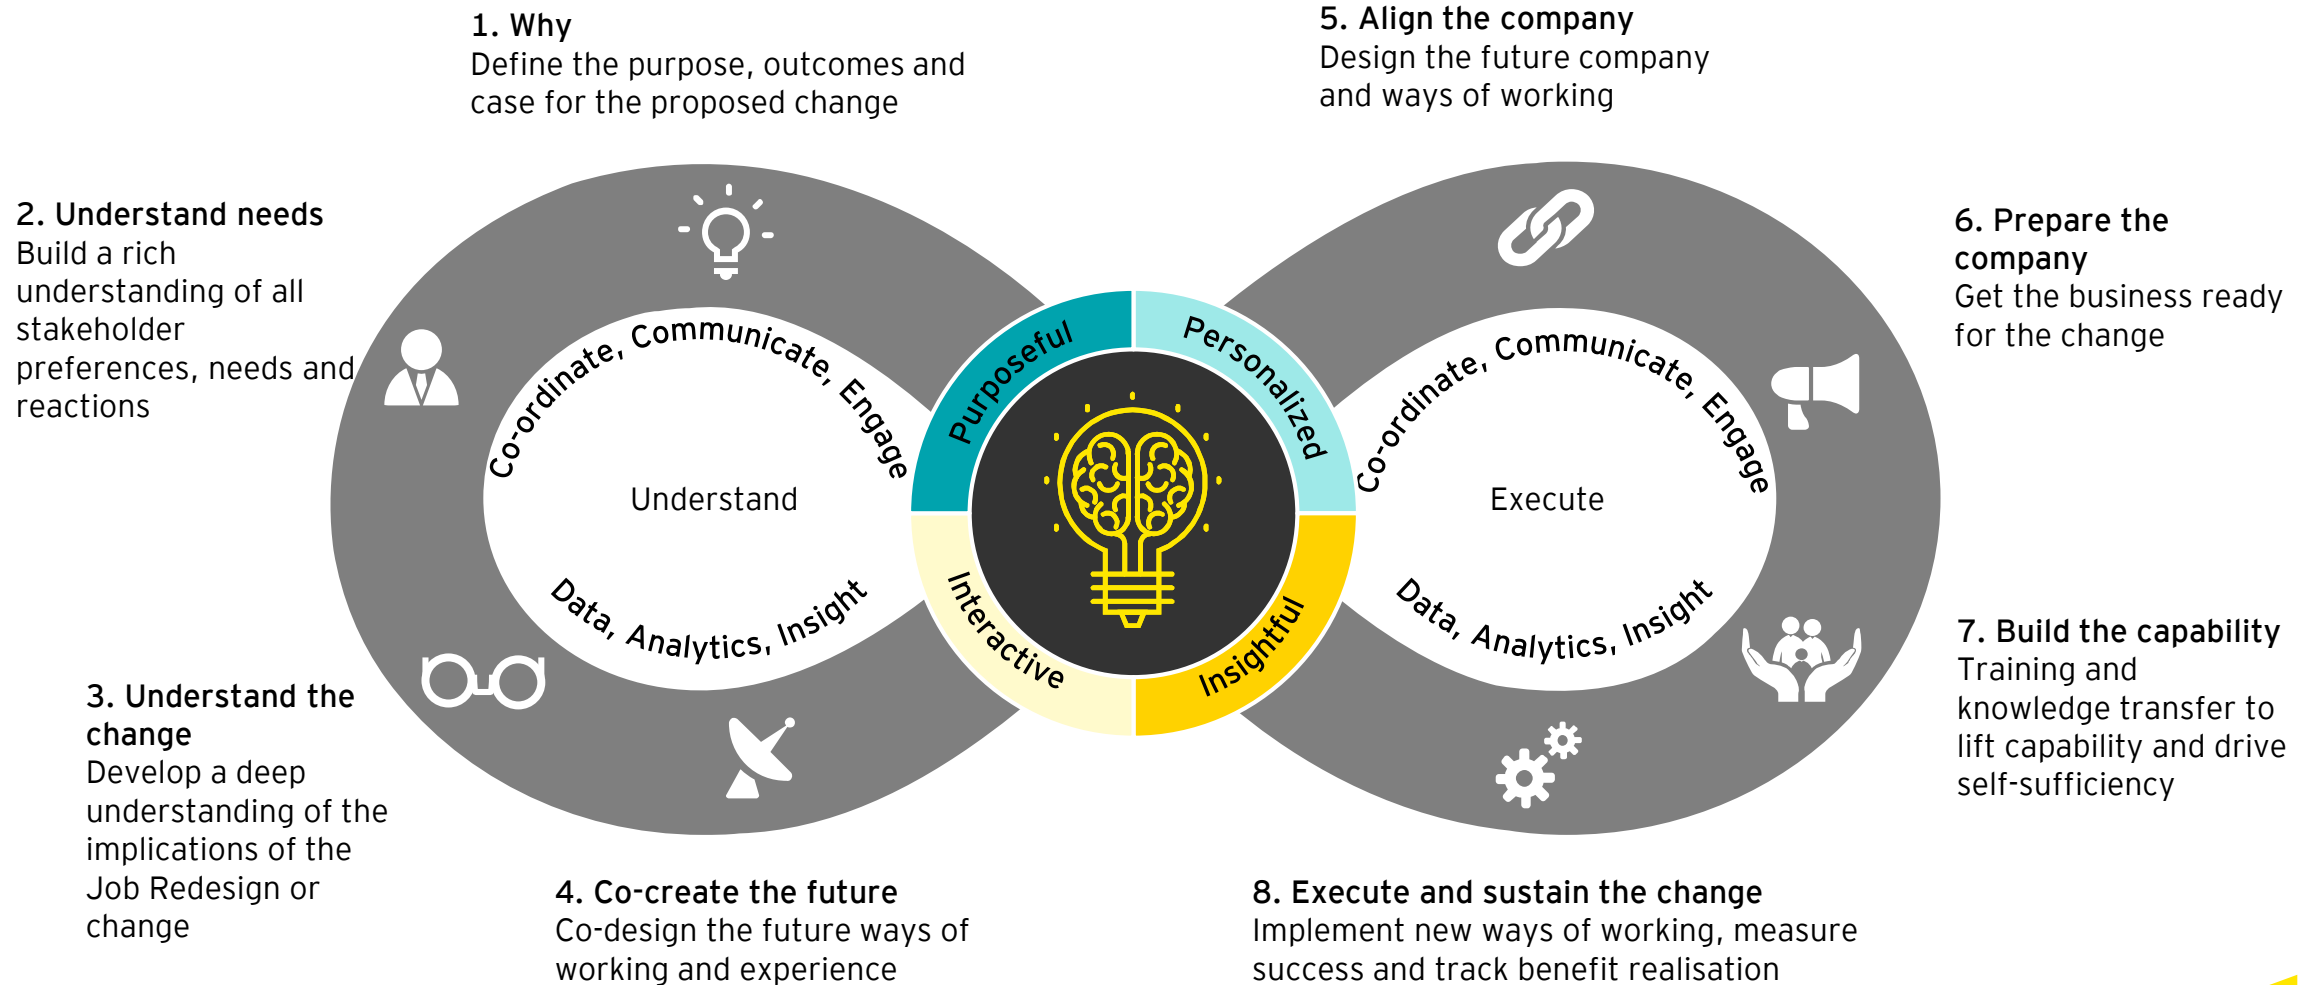 1. Why
Define the purpose, outcomes and
case for the proposed change
2. Understand needs
Build a rich
understanding of all
stakeholder
preferences, needs and
reactions
3. Understand the
change
Develop a deep
understanding of the
implications of the
Job Redesign or
change
4. Co-create the future
Co-design the future ways of
working and experience
Co-ordinate, Communicate, Engage
Understand
Data, Analytics, Insight
Purposeful
Personalized
Interactive
Insightful
Co-ordinate, Communicate, Engage
Execute
Data, Analytics, Insight
5. Align the company
Design the future company
and ways of working
6. Prepare the
company
Get the business ready
for the change
7. Build the capability
Training and
knowledge transfer to
lift capability and drive
self-sufficiency
8. Execute and sustain the change
Implement new ways of working, measure
success and track benefit realisation